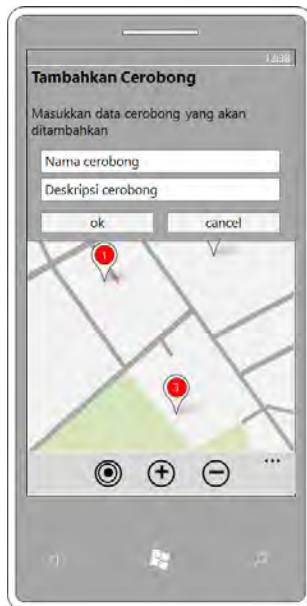 12:38
Tambahkan Cerobong
Masukkan data cerobong yang akan
ditambahkan
Nama cerobong
Deskripsi cerobong
ok
cancel
1
3